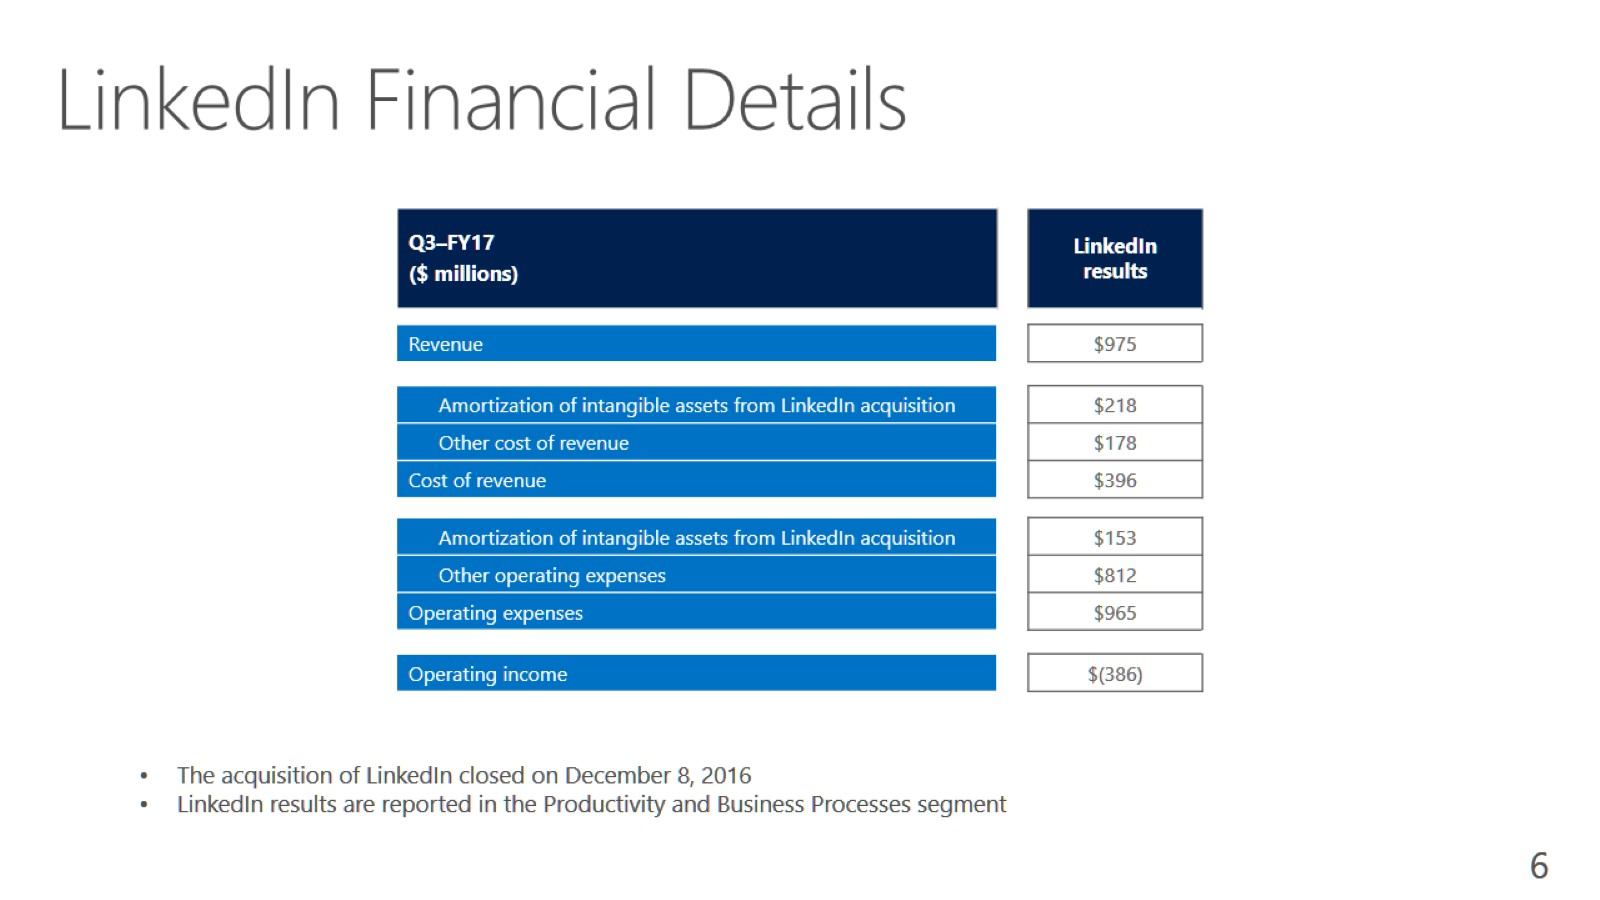 LinkedIn Financial Details
Q3–FY17
($ millions)
LinkedIn
results
Revenue
$975
Amortization of intangible assets from LinkedIn acquisition
$218
Other cost of revenue
$178
Cost of revenue
$396
Amortization of intangible assets from LinkedIn acquisition
$153
Other operating expenses
$812
Operating expenses
$965
Operating income
$(386)
• The acquisition of LinkedIn closed on December 8, 2016
• LinkedIn results are reported in the Productivity and Business Processes segment
6